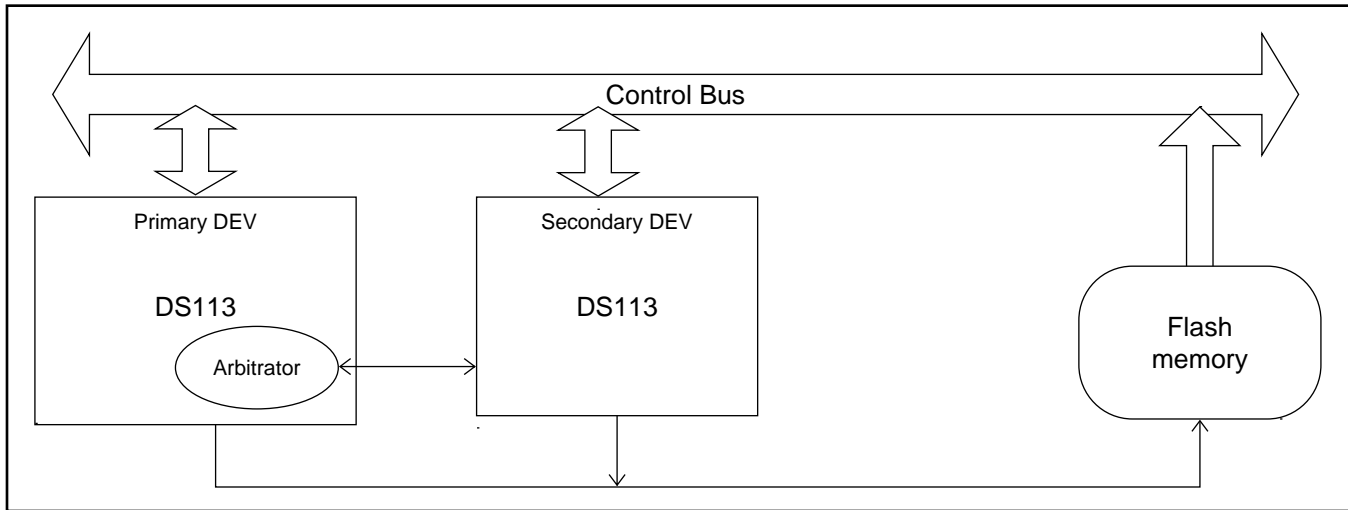 Control Bus
Primary DEV
DS113
Arbitrator
Secondary DEV
DS113
Flash
memory